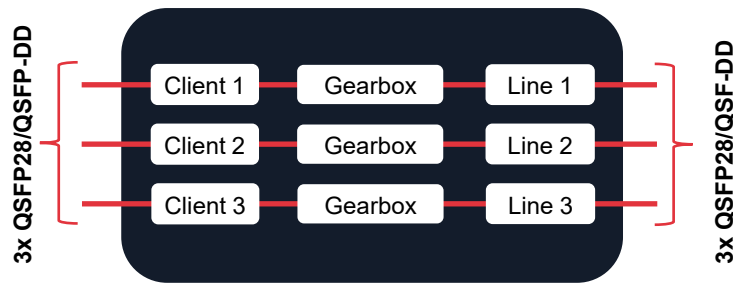 3x QSFP28/QSFP-DD
Client 1 Gearbox Line 1
Client 2 Gearbox Line 2
Client 3 Gearbox Line 3
3x QSFP28/QSF-DD